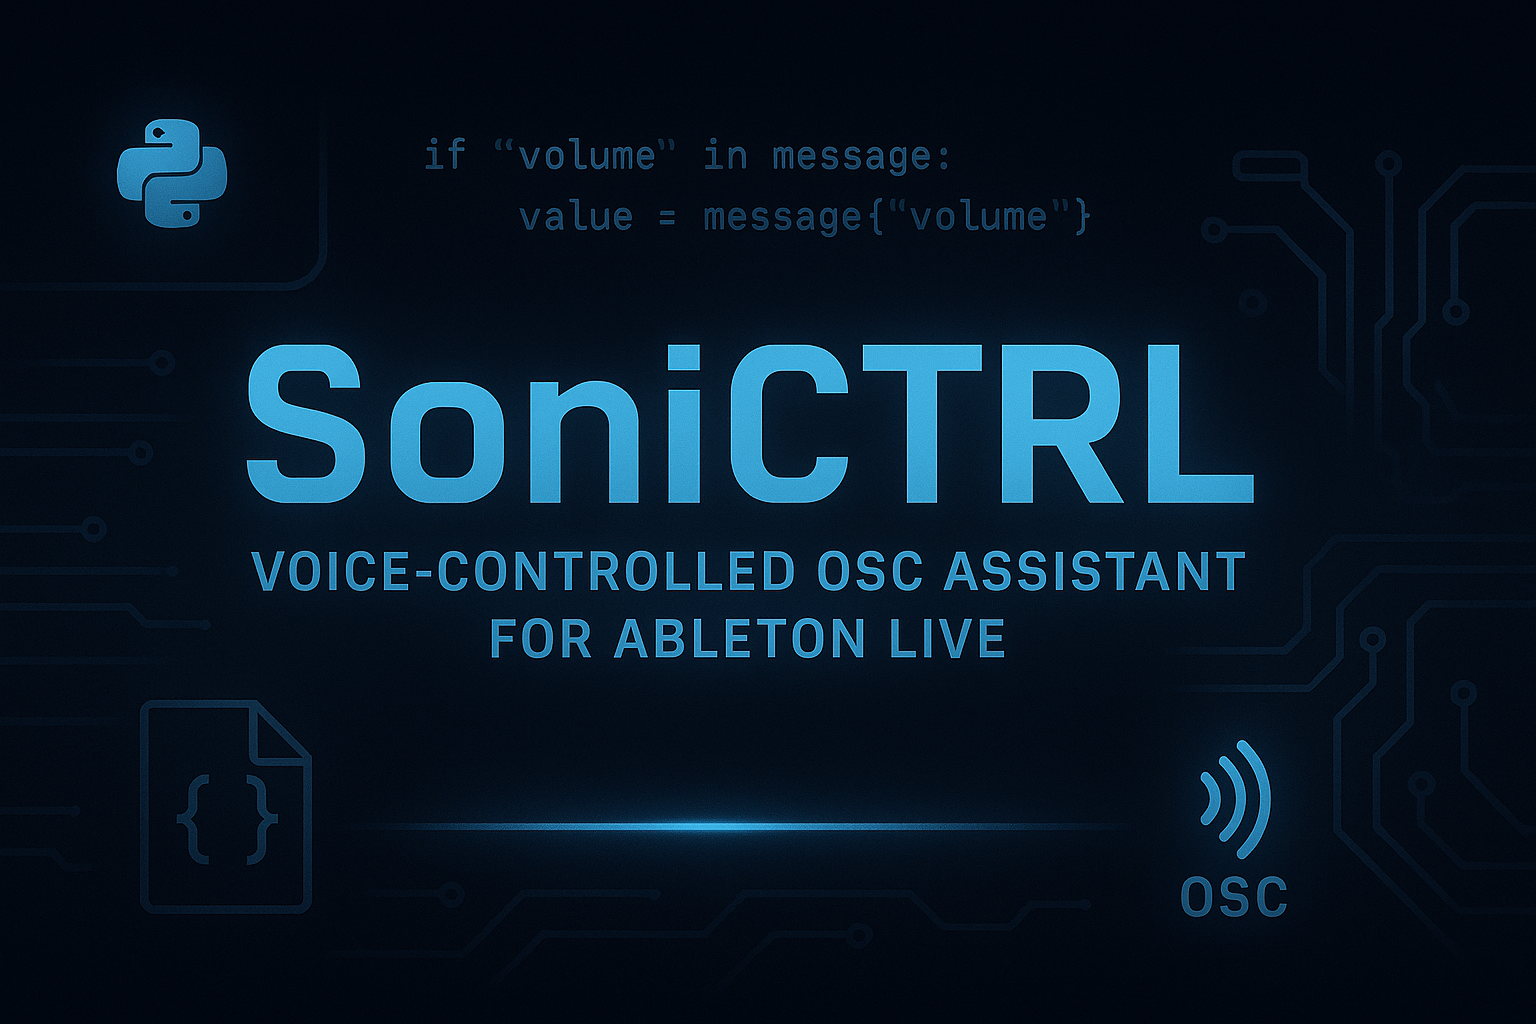 if “volume” in message:
value = message{“volume”}
SoniCTRL
VOICE-CONTROLLED OSC ASSISTANT
FOR ABLETON LIVE
{ }
OSC